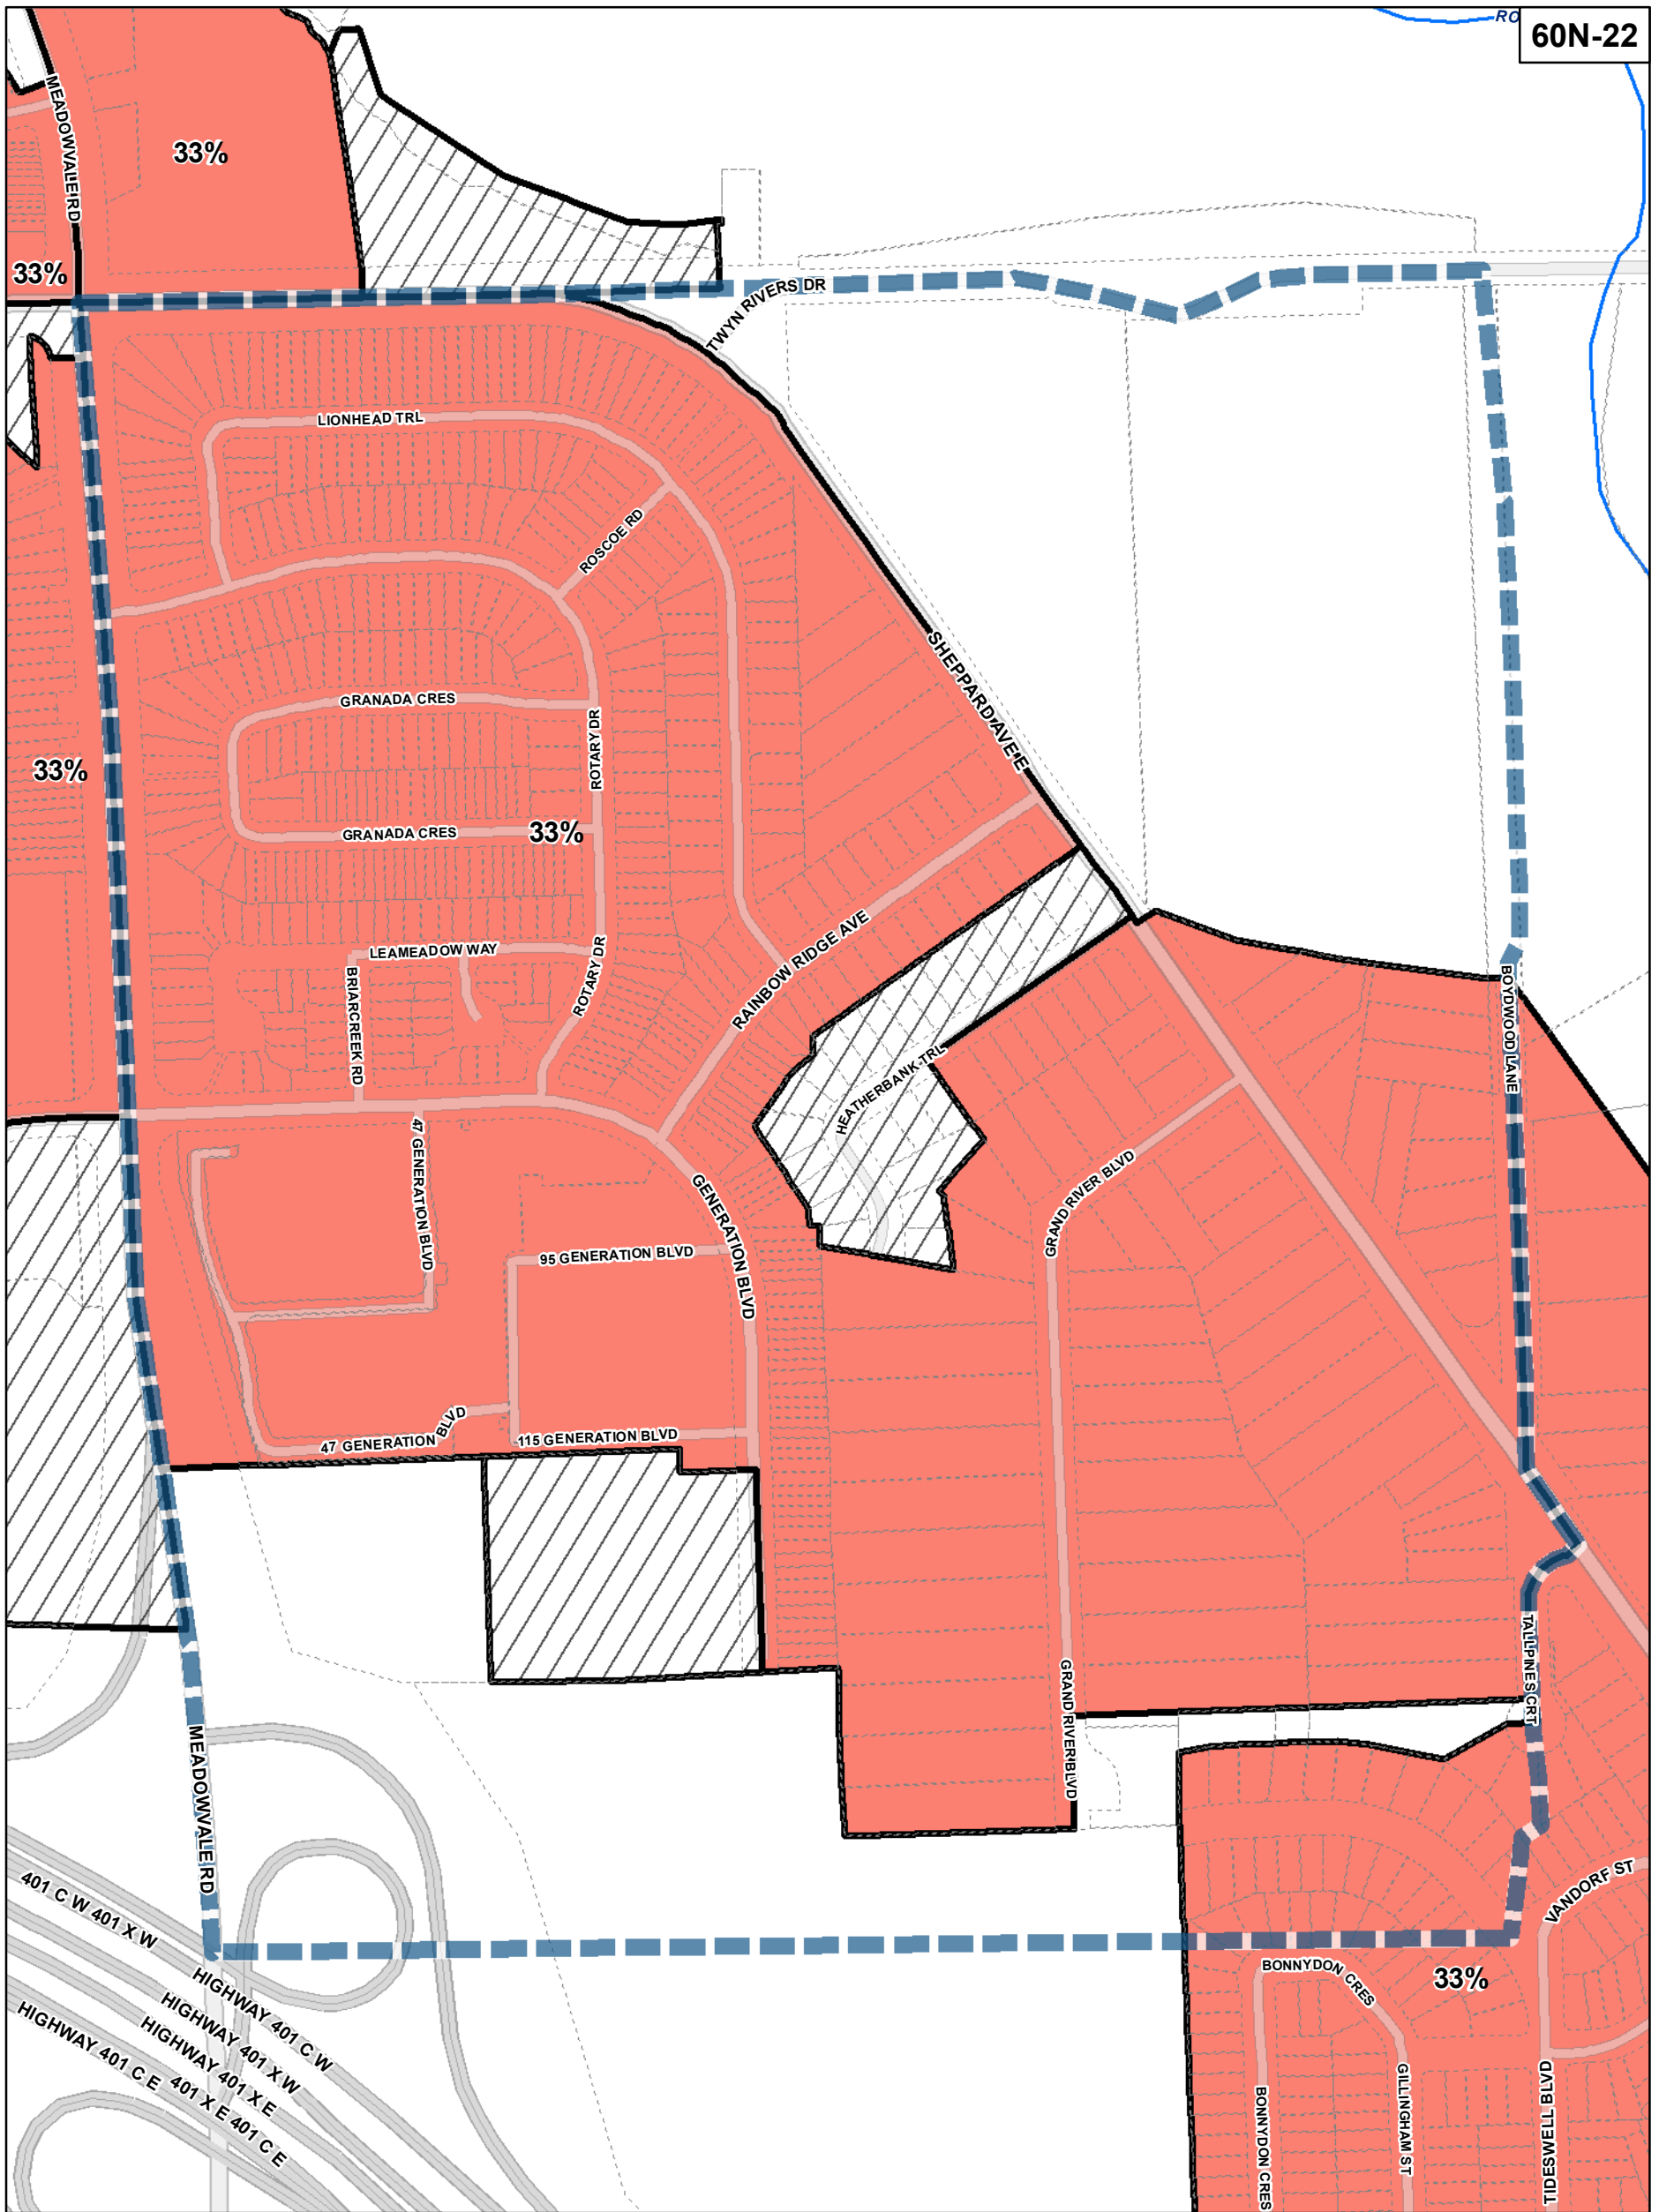 RO
60N-22
MEADOWVALE RD
33%
33%
TWYN RIVERS DR
LIONHEAD TRL
ROSCOE RD
SHEPPARD AVE E
GRANADA CRES
ROTARY DR
33%
GRANADA CRES
33%
LEAMEADOW WAY
BRIARCREEK RD
ROTARY DR
RAINBOW RIDGE AVE
BOYDWOOD LANE
HEATHERBANK TRL
47 GENERATION BLVD
GENERATION BLVD
GRAND RIVER BLVD
95 GENERATION BLVD
47 GENERATION BLVD
115 GENERATION BLVD
TALLPINES CRT
GRAND RIVER BLVD
MEADOWVALE RD
VANDORF ST
401 C W 401 X W
HIGHWAY 401 C W
HIGHWAY 401 X W
HIGHWAY 401 X E
HIGHWAY 401 C E
401 X E 401 C E
BONNYDON CRES
33%
BONNYDON CRES
GILLINGHAM ST
TIDESWELL BLVD